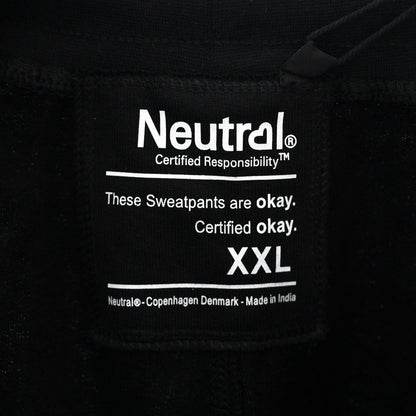 Neutral®
Certified Responsibility™
These Sweatpants are okay.
Certified okay.
XXL
Neutral® - Copenhagen Denmark - Made in India